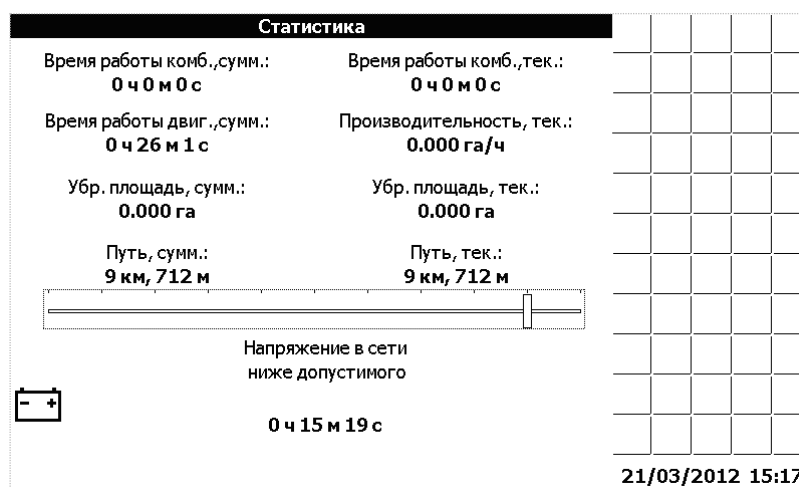 Статистика
Время работы комб.,сумм.:
0 ч 0 м 0 с
Время работы комб.,тек.:
0 ч 0 м 0 с
Время работы двиг.,сумм.:
0 ч 26 м 1 с
Производительность, тек.:
0.000 га/ч
Убр. площадь, сумм.:
0.000 га
Убр. площадь, тек.:
0.000 га
Путь, сумм.:
9 км, 712 м
Путь, тек.:
9 км, 712 м
Напряжение в сети
ниже допустимого
- +
0 ч 15 м 19 с
21/03/2012 15:17